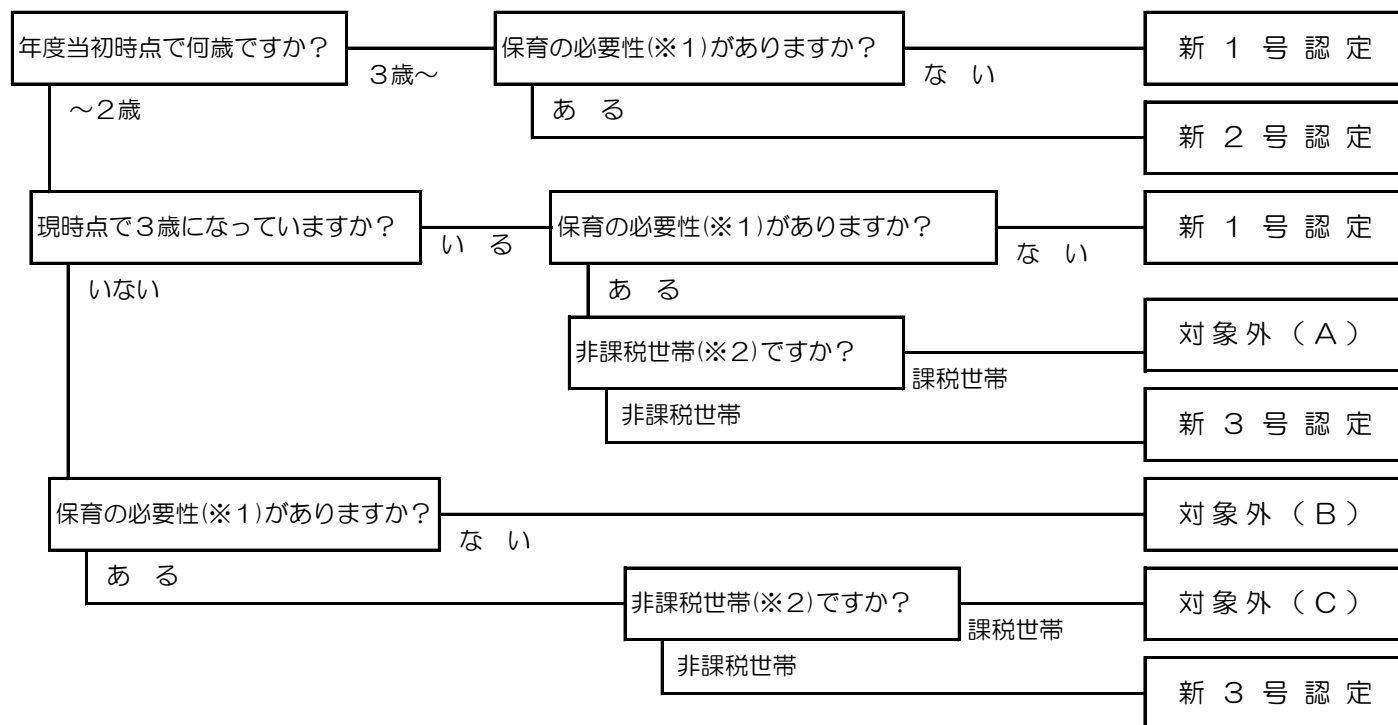 年度当初時点で何歳ですか？
３歳～
保育の必要性(※１)がありますか？
な　い
新１号認定
～２歳
あ　る
新２号認定
現時点で３歳になっていますか？
い　る
保育の必要性(※１)がありますか？
な　い
新１号認定
いない
あ　る
非課税世帯(※２)ですか？
課税世帯
対象外（Ａ）
非課税世帯
新３号認定
保育の必要性(※１)がありますか？
な　い
対象外（Ｂ）
あ　る
非課税世帯(※２)ですか？
課税世帯
対象外（Ｃ）
非課税世帯
新３号認定